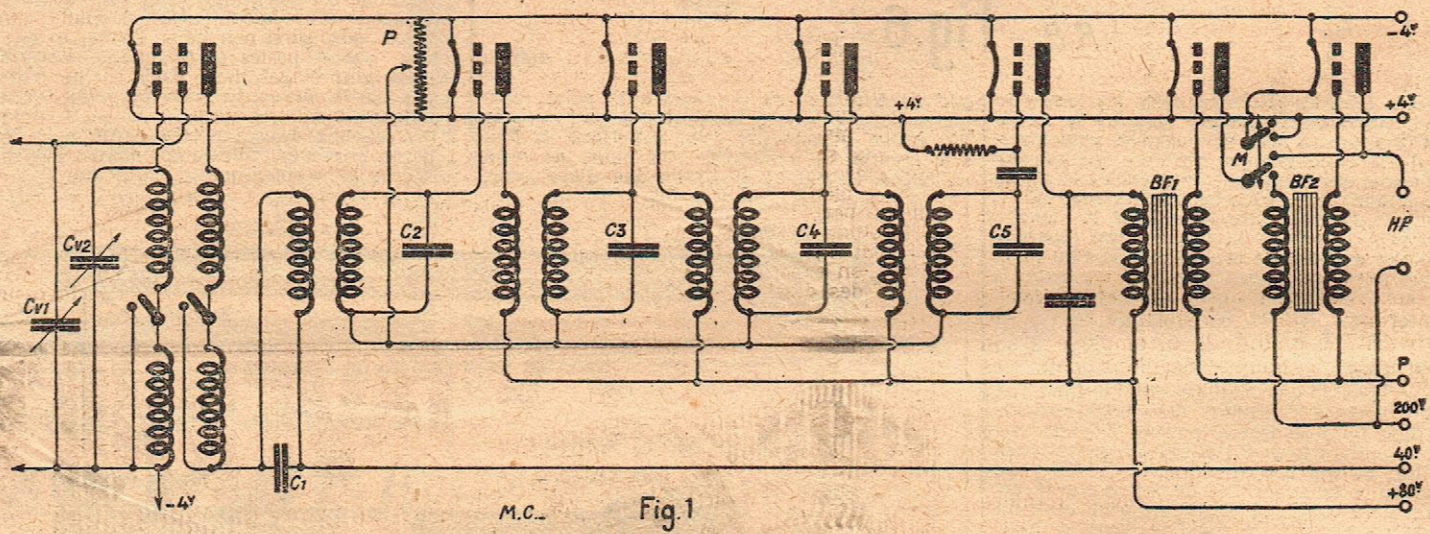 P
-4V
+4V
+4V
M
BF1
BF2
HP
Cv2
C2
C3
C4
C5
Cv1
P
200V
40V
+80V
C1
-4V
M.C._
Fig.1